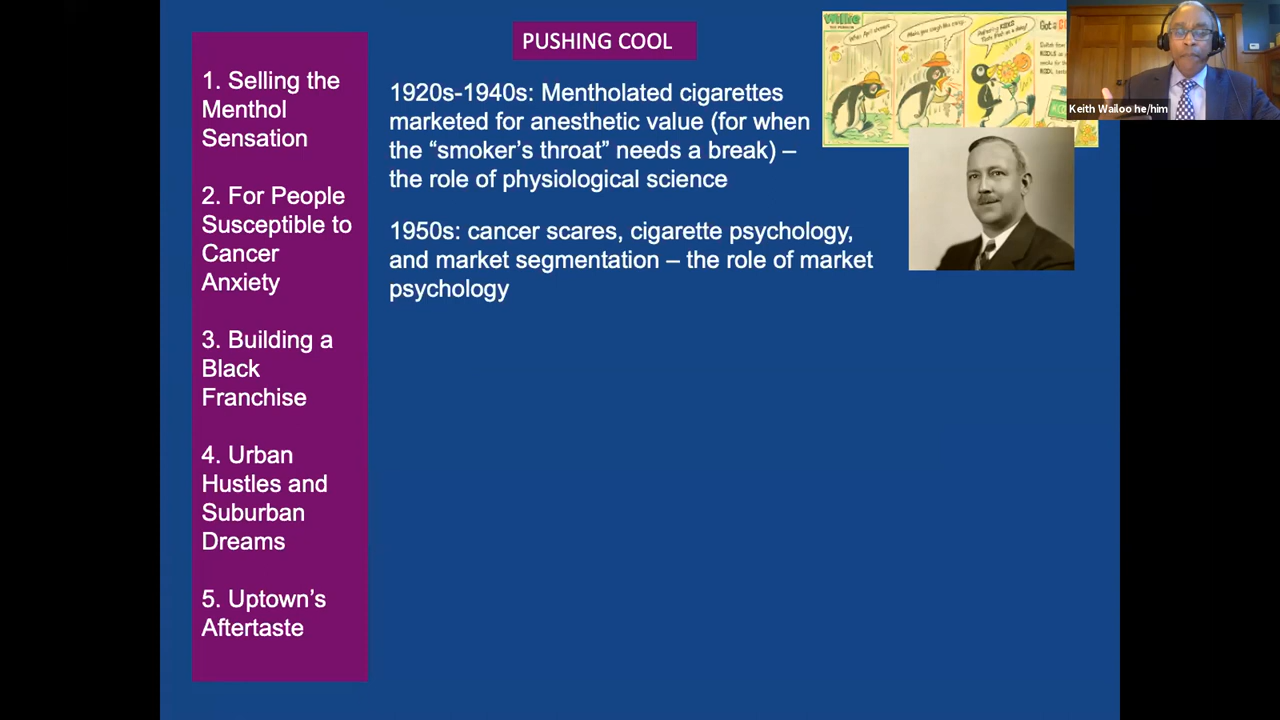 PUSHING COOL
1. Selling the
Menthol
Sensation
2. For People
Susceptible to
Cancer
Anxiety
3. Building a
Black
Franchise
4. Urban
Hustles and
Suburban
Dreams
5. Uptown’s
Aftertaste
1920s-1940s: Mentholated cigarettes
marketed for anesthetic value (for when
the “smoker’s throat” needs a break) –
the role of physiological science
1950s: cancer scares, cigarette psychology,
and market segmentation – the role of market
psychology
Willie
Keith Wailoo he/him